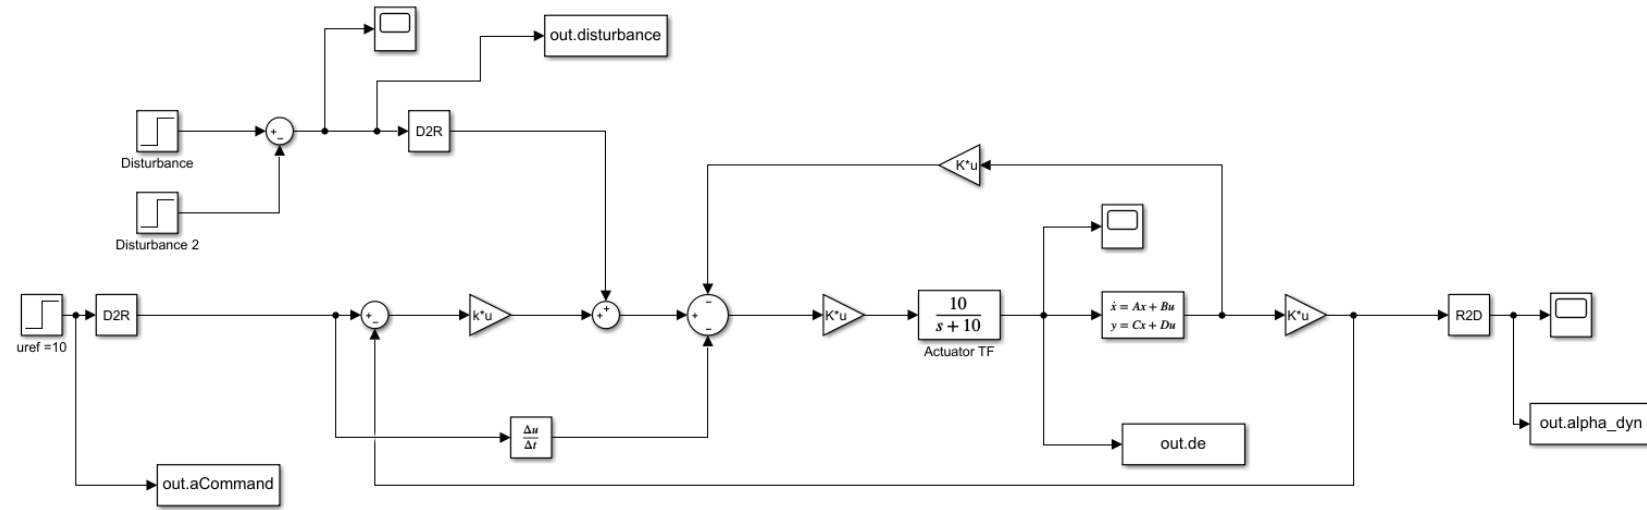 out.disturbance
+
−
D2R
Disturbance
Disturbance 2
K*u
uref =10
D2R
+
−
k*u
+
+
−
+
−
K*u
10
s + 10
Actuator TF
ẋ = Ax + Bu
y = Cx + Du
K*u
R2D
Δu
Δt
out.aCommand
out.de
out.alpha_dyn